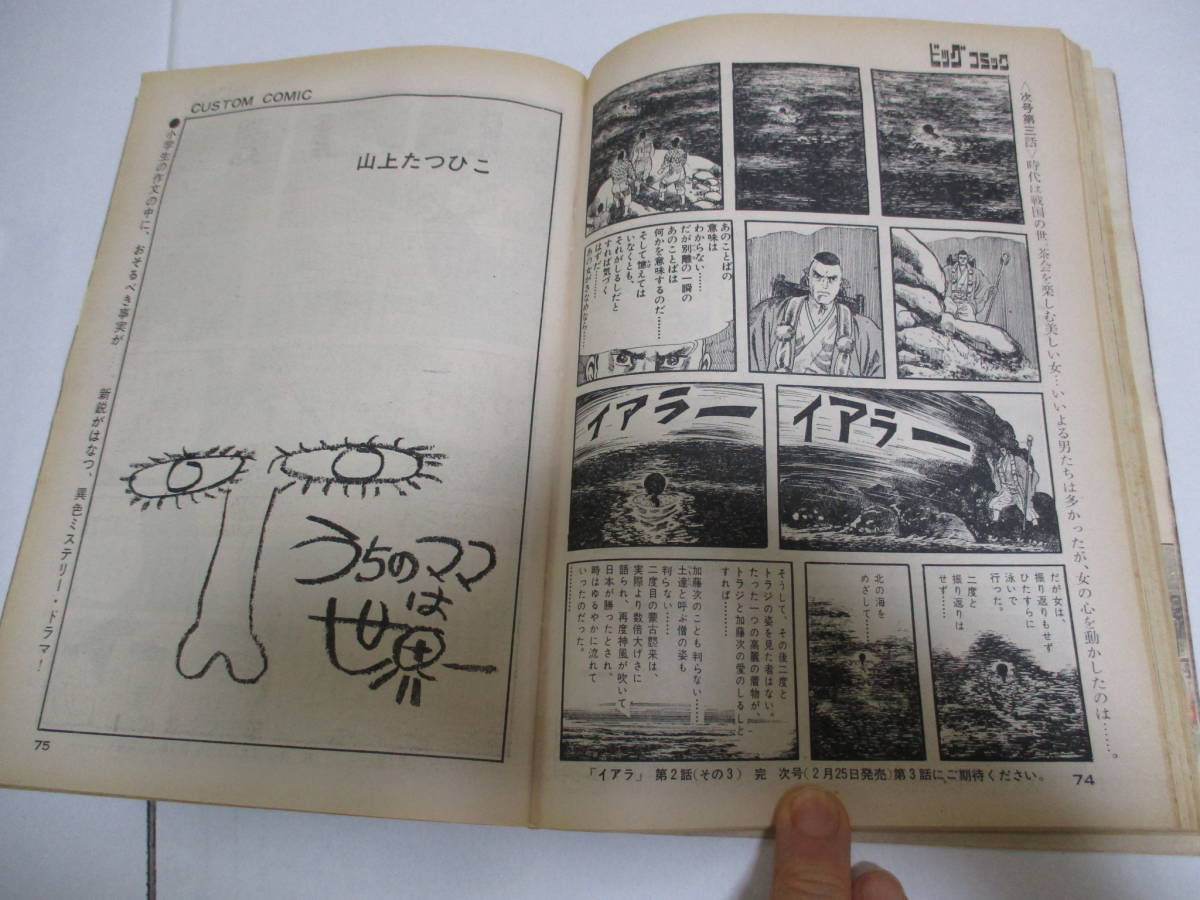 ビッグ コミック
〈次号第三話〉時代は戦国の世、茶会を楽しむ美しい女…いいよる男たちは多かったが、女の心を動かしたのは……。
あのことばの
意味は
わからない……
だが別離の一瞬の
あのことばは
何かを意味するのだ……
そして憶えては
いなくとも、
それがしるしだと
すれば気づく
はずだ……
イアラー
イアラー
だが女は、
振り返りもせず
ひたすらに
泳いで
行った。
二度と
振り返りは
せず……
北の海を
めざして……
そうして、その後二度と
トラジの姿を見た者はない。
たった一つの高麗の着物が、
トラジと加藤次の愛のしるしと
すれば……
加藤次のことも判らない……
土達と呼ぶ僧の姿も
判らない……
二度目の蒙古襲来は、
実際より数倍大げさに
語られ、再度神風が吹いて、
日本が勝ったとされ、
時はゆるやかに流れて
いったのだった。
…………
「イアラ」 第2話(その3) 完 次号(2月25日発売)第3話にご期待ください。
74
CUSTOM COMIC
山上たつひこ
●小学生の作文の中に、おそるべき事実が……新鋭がはなつ、異色ミステリー・ドラマ!
うちのママ
は
世界一
75